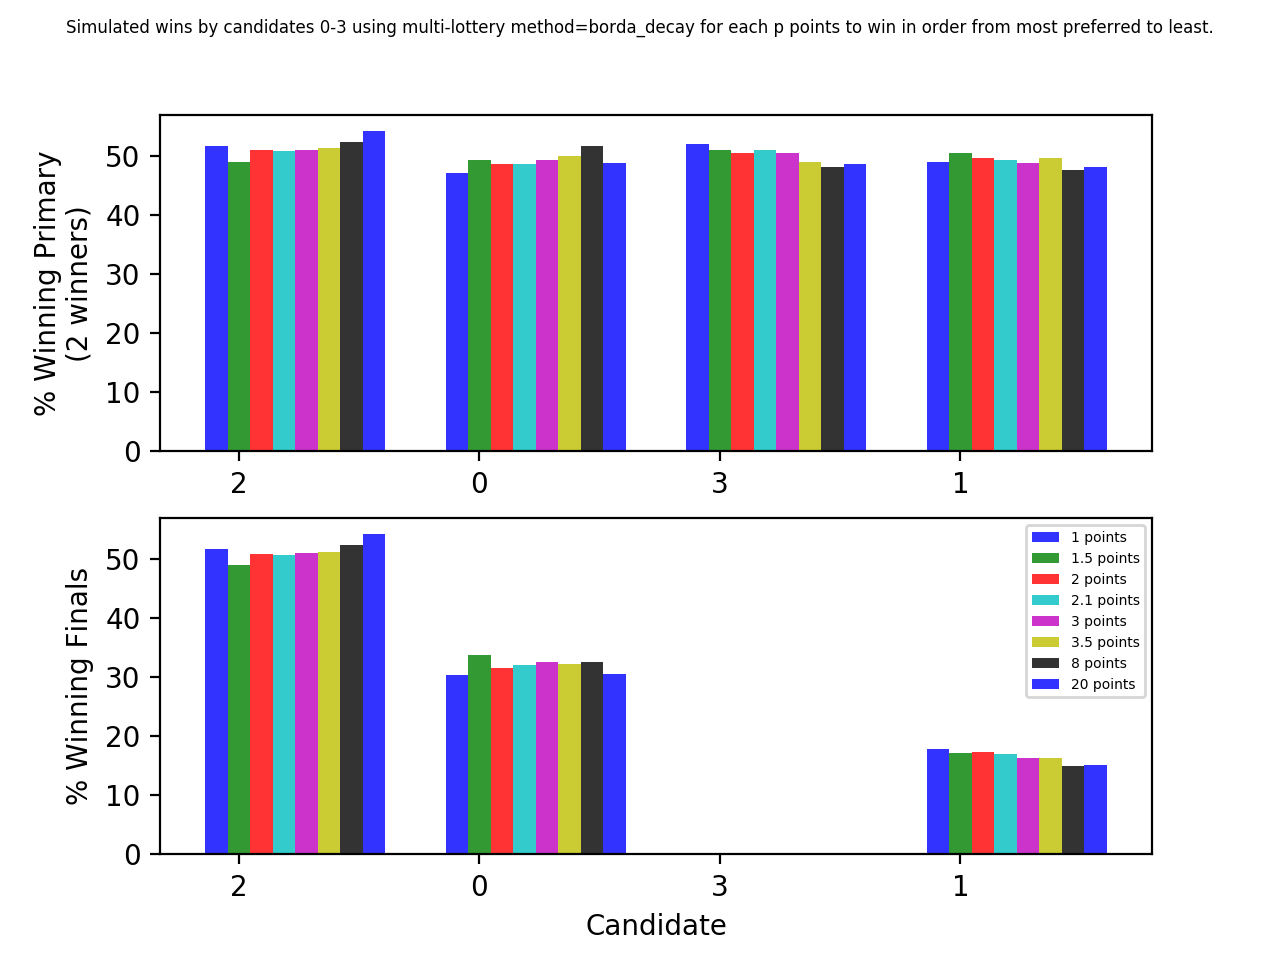 Simulated wins by candidates 0-3 using multi-lottery method=borda_decay for each p points to win in order from most preferred to least.
% Winning Primary
(2 winners)
50
40
30
20
10
0
2
0
3
1
% Winning Finals
50
40
30
20
10
0
1 points
1.5 points
2 points
2.1 points
3 points
3.5 points
8 points
20 points
2
0
3
1
Candidate